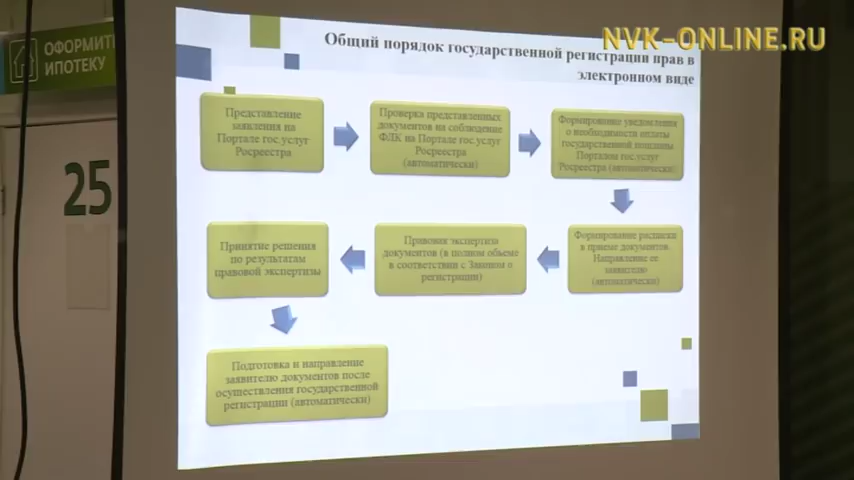 NVK-ONLINE.RU
ОФОРМИТЬ
ИПОТЕКУ
25
Общий порядок государственной регистрации прав в
электронном виде
Представление
заявления на
Портале гос.услуг
Росреестра
Проверка представленных
документов на соблюдение
ФЛК на Портале гос.услуг
Росреестра
(автоматически)
Формирование уведомления
о необходимости оплаты
государственной пошлины
Порталом гос.услуг
Росреестра (автоматически)
Формирование расписки
в приеме документов.
Направление ее
заявителю
(автоматически)
Правовая экспертиза
документов (в полном объеме
в соответствии с Законом о
регистрации)
Принятие решения
по результатам
правовой экспертизы
Подготовка и направление
заявителю документов после
осуществления государственной
регистрации (автоматически)